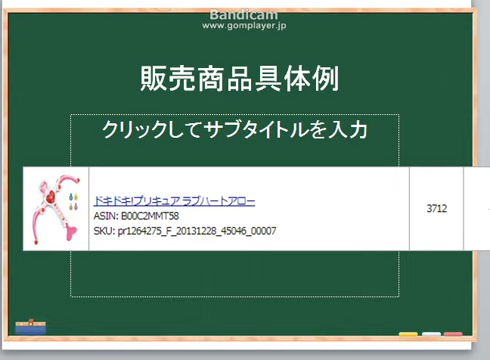 Bandicam
www.gomplayer.jp
販売商品具体例
クリックしてサブタイトルを入力
ドキドキ!プリキュア ラブハートアロー
ASIN: B00C2MMT58
SKU: pr1264275_F_20131228_45046_00007
3712